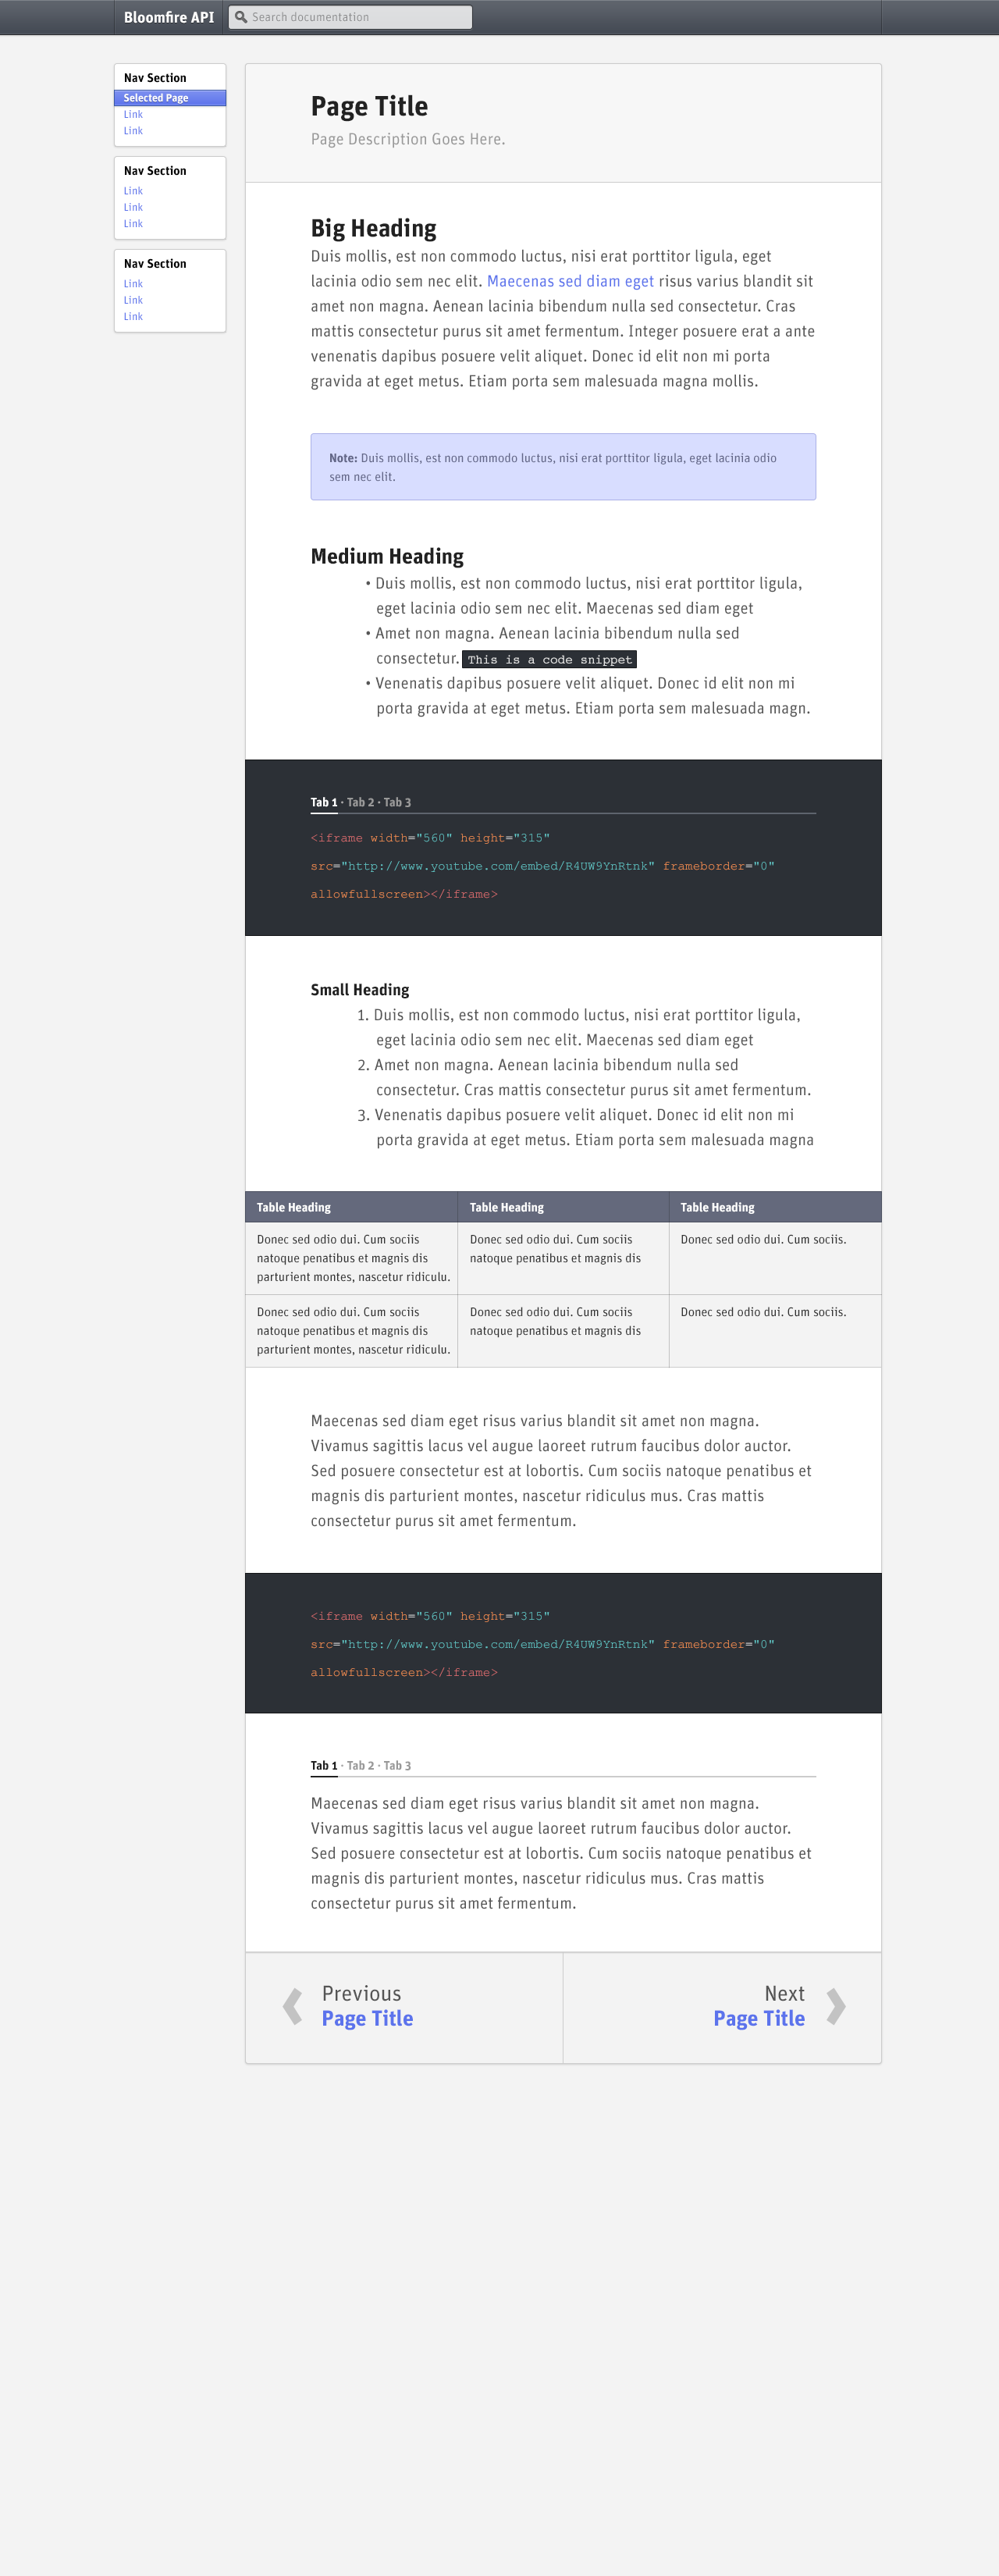 Bloomfire API
Search documentation
Nav Section
Selected Page
Link
Link
Nav Section
Link
Link
Link
Nav Section
Link
Link
Link
Page Title
Page Description Goes Here.
Big Heading
Duis mollis, est non commodo luctus, nisi erat porttitor ligula, eget
lacinia odio sem nec elit. Maecenas sed diam eget risus varius blandit sit
amet non magna. Aenean lacinia bibendum nulla sed consectetur. Cras
mattis consectetur purus sit amet fermentum. Integer posuere erat a ante
venenatis dapibus posuere velit aliquet. Donec id elit non mi porta
gravida at eget metus. Etiam porta sem malesuada magna mollis.
Note: Duis mollis, est non commodo luctus, nisi erat porttitor ligula, eget lacinia odio
sem nec elit.
Medium Heading
• Duis mollis, est non commodo luctus, nisi erat porttitor ligula,
eget lacinia odio sem nec elit. Maecenas sed diam eget
• Amet non magna. Aenean lacinia bibendum nulla sed
consectetur. This is a code snippet
• Venenatis dapibus posuere velit aliquet. Donec id elit non mi
porta gravida at eget metus. Etiam porta sem malesuada magn.
Tab 1 · Tab 2 · Tab 3
<iframe width="560" height="315"
src="http://www.youtube.com/embed/R4UW9YnRtnk" frameborder="0"
allowfullscreen></iframe>
Small Heading
1. Duis mollis, est non commodo luctus, nisi erat porttitor ligula,
eget lacinia odio sem nec elit. Maecenas sed diam eget
2. Amet non magna. Aenean lacinia bibendum nulla sed
consectetur. Cras mattis consectetur purus sit amet fermentum.
3. Venenatis dapibus posuere velit aliquet. Donec id elit non mi
porta gravida at eget metus. Etiam porta sem malesuada magna
Table Heading
Table Heading
Table Heading
Donec sed odio dui. Cum sociis
natoque penatibus et magnis dis
parturient montes, nascetur ridiculu.
Donec sed odio dui. Cum sociis
natoque penatibus et magnis dis
Donec sed odio dui. Cum sociis.
Donec sed odio dui. Cum sociis
natoque penatibus et magnis dis
parturient montes, nascetur ridiculu.
Donec sed odio dui. Cum sociis
natoque penatibus et magnis dis
Donec sed odio dui. Cum sociis.
Maecenas sed diam eget risus varius blandit sit amet non magna.
Vivamus sagittis lacus vel augue laoreet rutrum faucibus dolor auctor.
Sed posuere consectetur est at lobortis. Cum sociis natoque penatibus et
magnis dis parturient montes, nascetur ridiculus mus. Cras mattis
consectetur purus sit amet fermentum.
<iframe width="560" height="315"
src="http://www.youtube.com/embed/R4UW9YnRtnk" frameborder="0"
allowfullscreen></iframe>
Tab 1 · Tab 2 · Tab 3
Maecenas sed diam eget risus varius blandit sit amet non magna.
Vivamus sagittis lacus vel augue laoreet rutrum faucibus dolor auctor.
Sed posuere consectetur est at lobortis. Cum sociis natoque penatibus et
magnis dis parturient montes, nascetur ridiculus mus. Cras mattis
consectetur purus sit amet fermentum.
Previous
Page Title
Next
Page Title